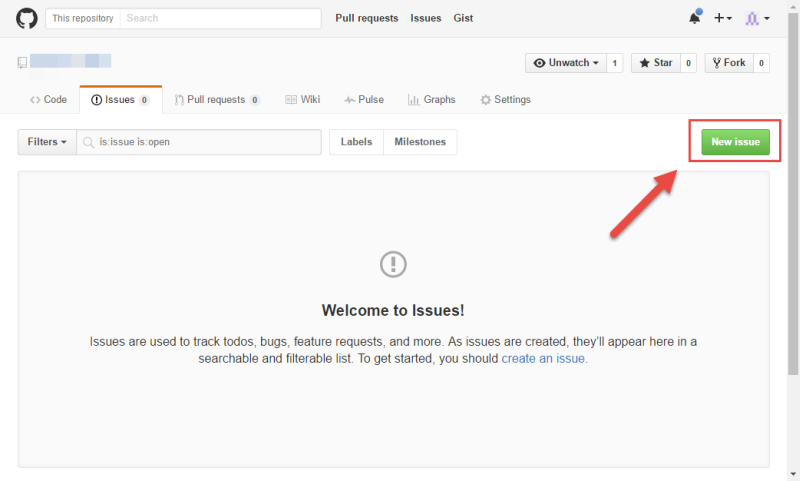 This repository Search Pull requests Issues Gist
Unwatch 1 Star 0 Fork 0
Code Issues 0 Pull requests 0 Wiki Pulse Graphs Settings
Filters is:issue is:open Labels Milestones New issue
Welcome to Issues!
Issues are used to track todos, bugs, feature requests, and more. As issues are created, they'll appear here in a
searchable and filterable list. To get started, you should create an issue.